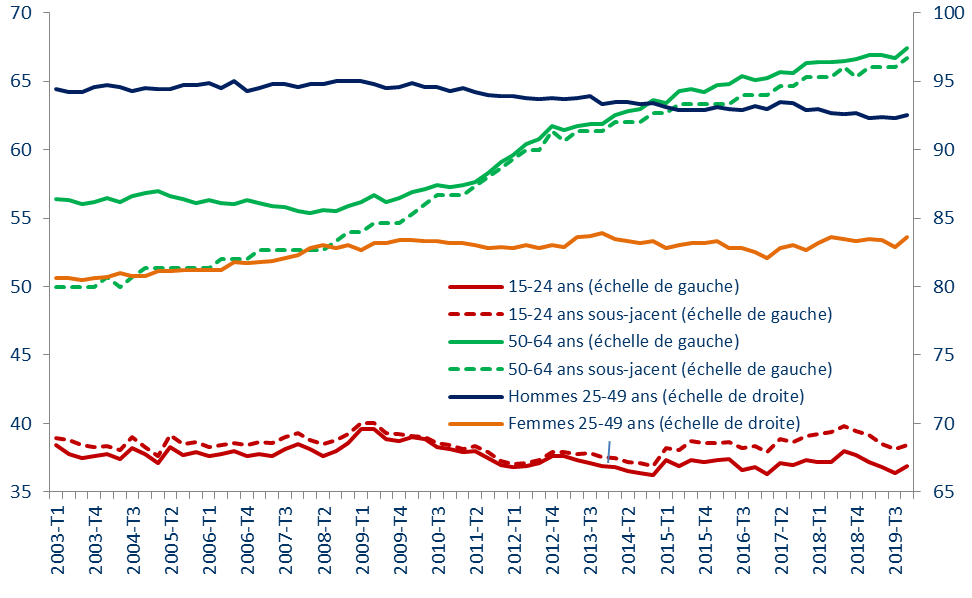 70
65
60
55
50
45
40
35
100
95
90
85
80
75
70
65
15-24 ans (échelle de gauche)
15-24 ans sous-jacent (échelle de gauche)
50-64 ans (échelle de gauche)
50-64 ans sous-jacent (échelle de gauche)
Hommes 25-49 ans (échelle de droite)
Femmes 25-49 ans (échelle de droite)
2003-T1
2003-T4
2004-T3
2005-T2
2006-T1
2006-T4
2007-T3
2008-T2
2009-T1
2009-T4
2010-T3
2011-T2
2012-T1
2012-T4
2013-T3
2014-T2
2015-T1
2015-T4
2016-T3
2017-T2
2018-T1
2018-T4
2019-T3